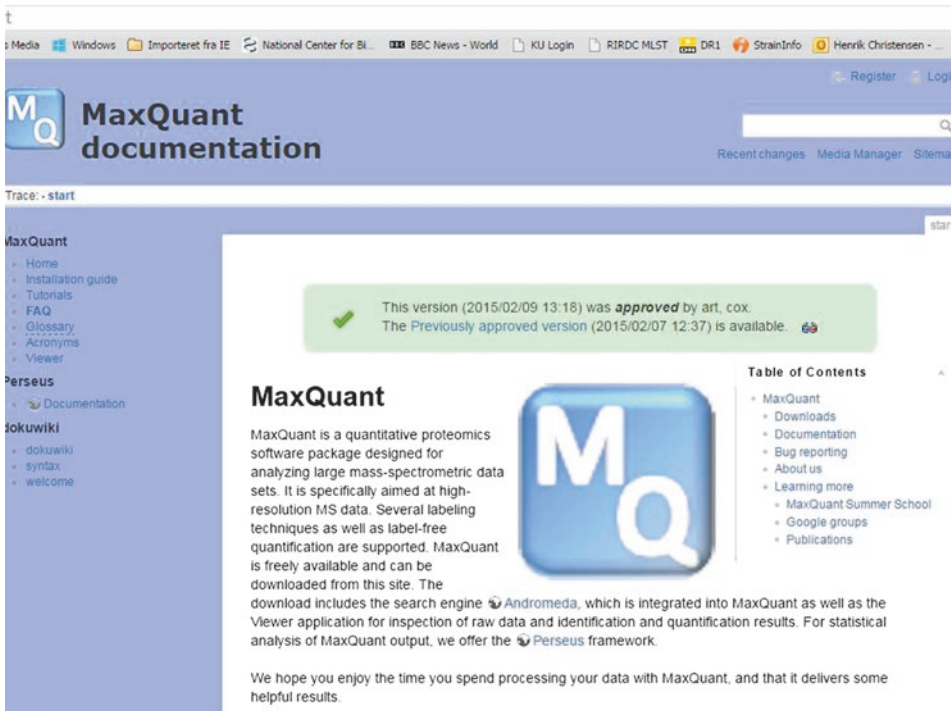 t
s Media Windows Importeret fra IE National Center for Bi... BBC News - World KU Login RIRDC MLST DR1 StrainInfo Henrik Christensen - ...
Register Logi
MQ
MaxQuant
documentation
Recent changes Media Manager Sitema
Trace: • start
star
MaxQuant
Home
Installation guide
Tutorials
FAQ
Glossary
Acronyms
Viewer
Perseus
Documentation
dokuwiki
dokuwiki
syntax
welcome
This version (2015/02/09 13:18) was approved by art, cox.
The Previously approved version (2015/02/07 12:37) is available.
MaxQuant
MaxQuant is a quantitative proteomics
software package designed for
analyzing large mass-spectrometric data
sets. It is specifically aimed at high-
resolution MS data. Several labeling
techniques as well as label-free
quantification are supported. MaxQuant
is freely available and can be
downloaded from this site. The
download includes the search engine Andromeda, which is integrated into MaxQuant as well as the
Viewer application for inspection of raw data and identification and quantification results. For statistical
analysis of MaxQuant output, we offer the Perseus framework.
We hope you enjoy the time you spend processing your data with MaxQuant, and that it delivers some
helpful results.
MQ
Table of Contents
MaxQuant
Downloads
Documentation
Bug reporting
About us
Learning more
MaxQuant Summer School
Google groups
Publications